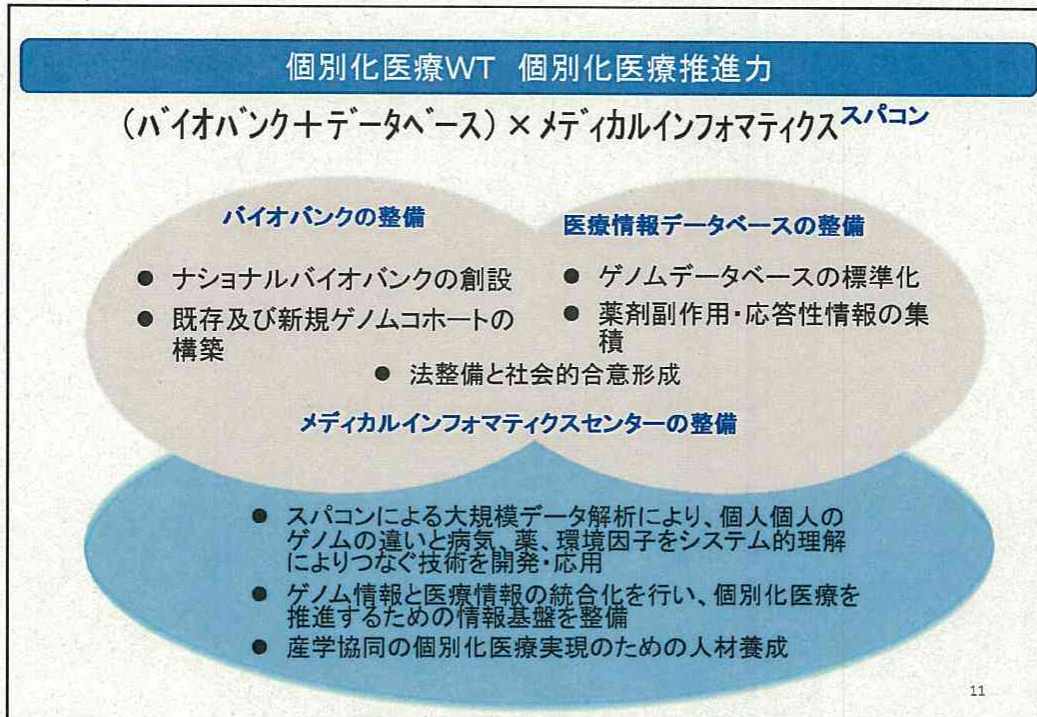 個別化医療WT 個別化医療推進力
(バイオバンク＋データベース)×メディカルインフォマティクススパコン
バイオバンクの整備
● ナショナルバイオバンクの創設
● 既存及び新規ゲノムコホートの
構築
医療情報データベースの整備
● ゲノムデータベースの標準化
● 薬剤副作用・応答性情報の集
積
● 法整備と社会的合意形成
メディカルインフォマティクスセンターの整備
● スパコンによる大規模データ解析により、個人個人の
ゲノムの違いと病気、薬、環境因子をシステム的理解
によりつなぐ技術を開発・応用
● ゲノム情報と医療情報の統合化を行い、個別化医療を
推進するための情報基盤を整備
● 産学協同の個別化医療実現のための人材養成
11